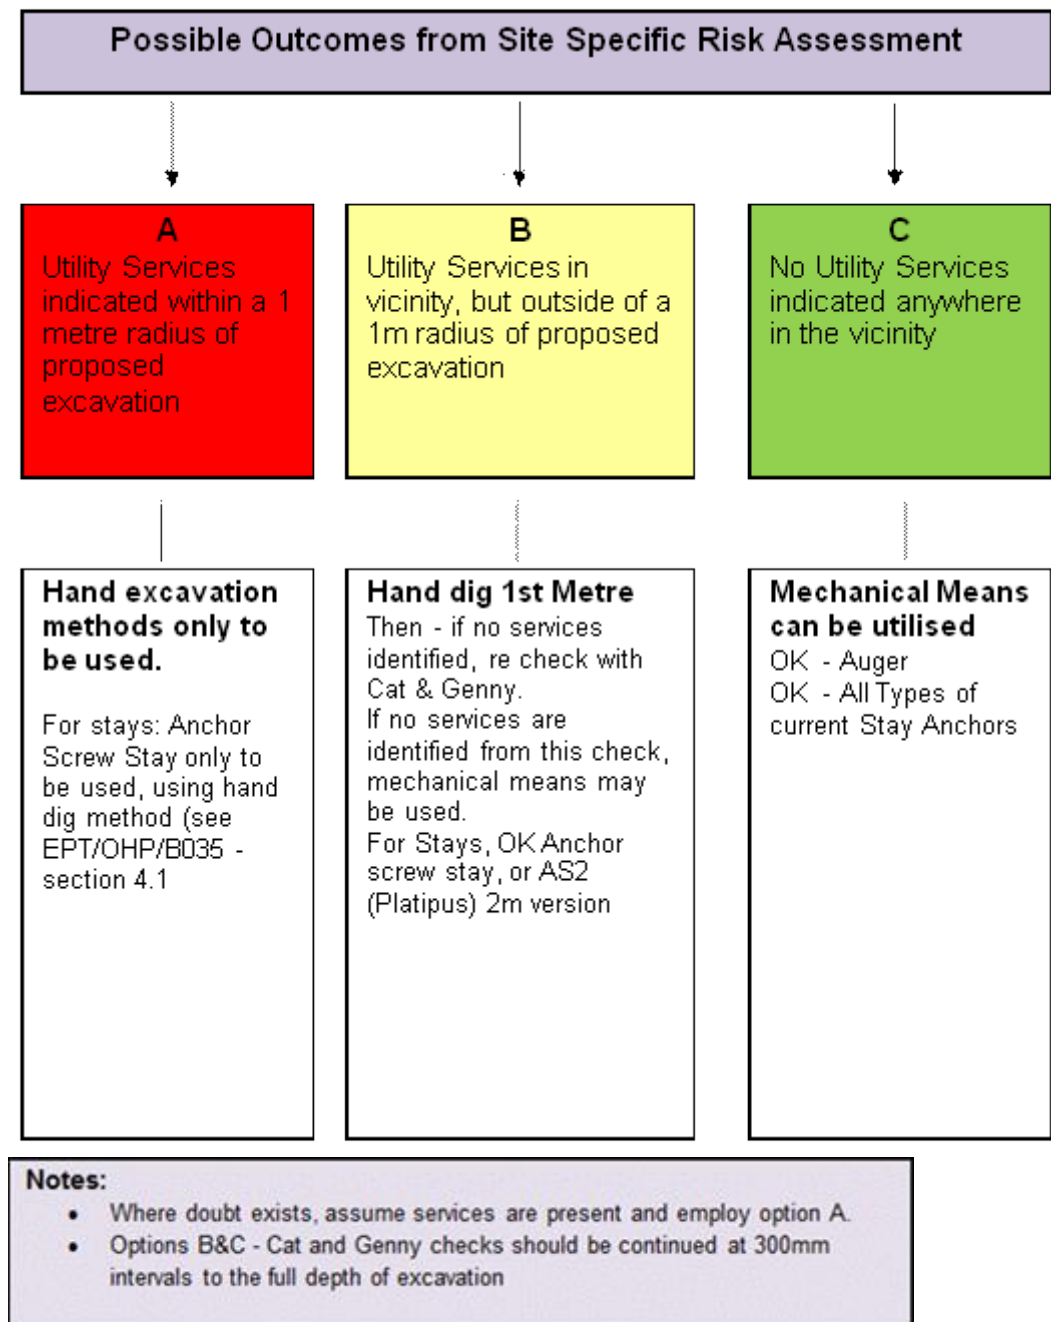 Possible Outcomes from Site Specific Risk Assessment
A
Utility Services
indicated within a 1
metre radius of
proposed
excavation
B
Utility Services in
vicinity, but outside of a
1m radius of proposed
excavation
C
No Utility Services
indicated anywhere
in the vicinity
Hand excavation
methods only to
be used.
For stays: Anchor
Screw Stay only to
be used, using hand
dig method (see
EPT/OHP/B035 -
section 4.1
Hand dig 1st Metre
Then - if no services
identified, re check with
Cat & Genny.
If no services are
identified from this check,
mechanical means may
be used.
For Stays, OK Anchor
screw stay, or AS2
(Platipus) 2m version
Mechanical Means
can be utilised
OK - Auger
OK - All Types of
current Stay Anchors
Notes:
• Where doubt exists, assume services are present and employ option A.
• Options B&C - Cat and Genny checks should be continued at 300mm
intervals to the full depth of excavation